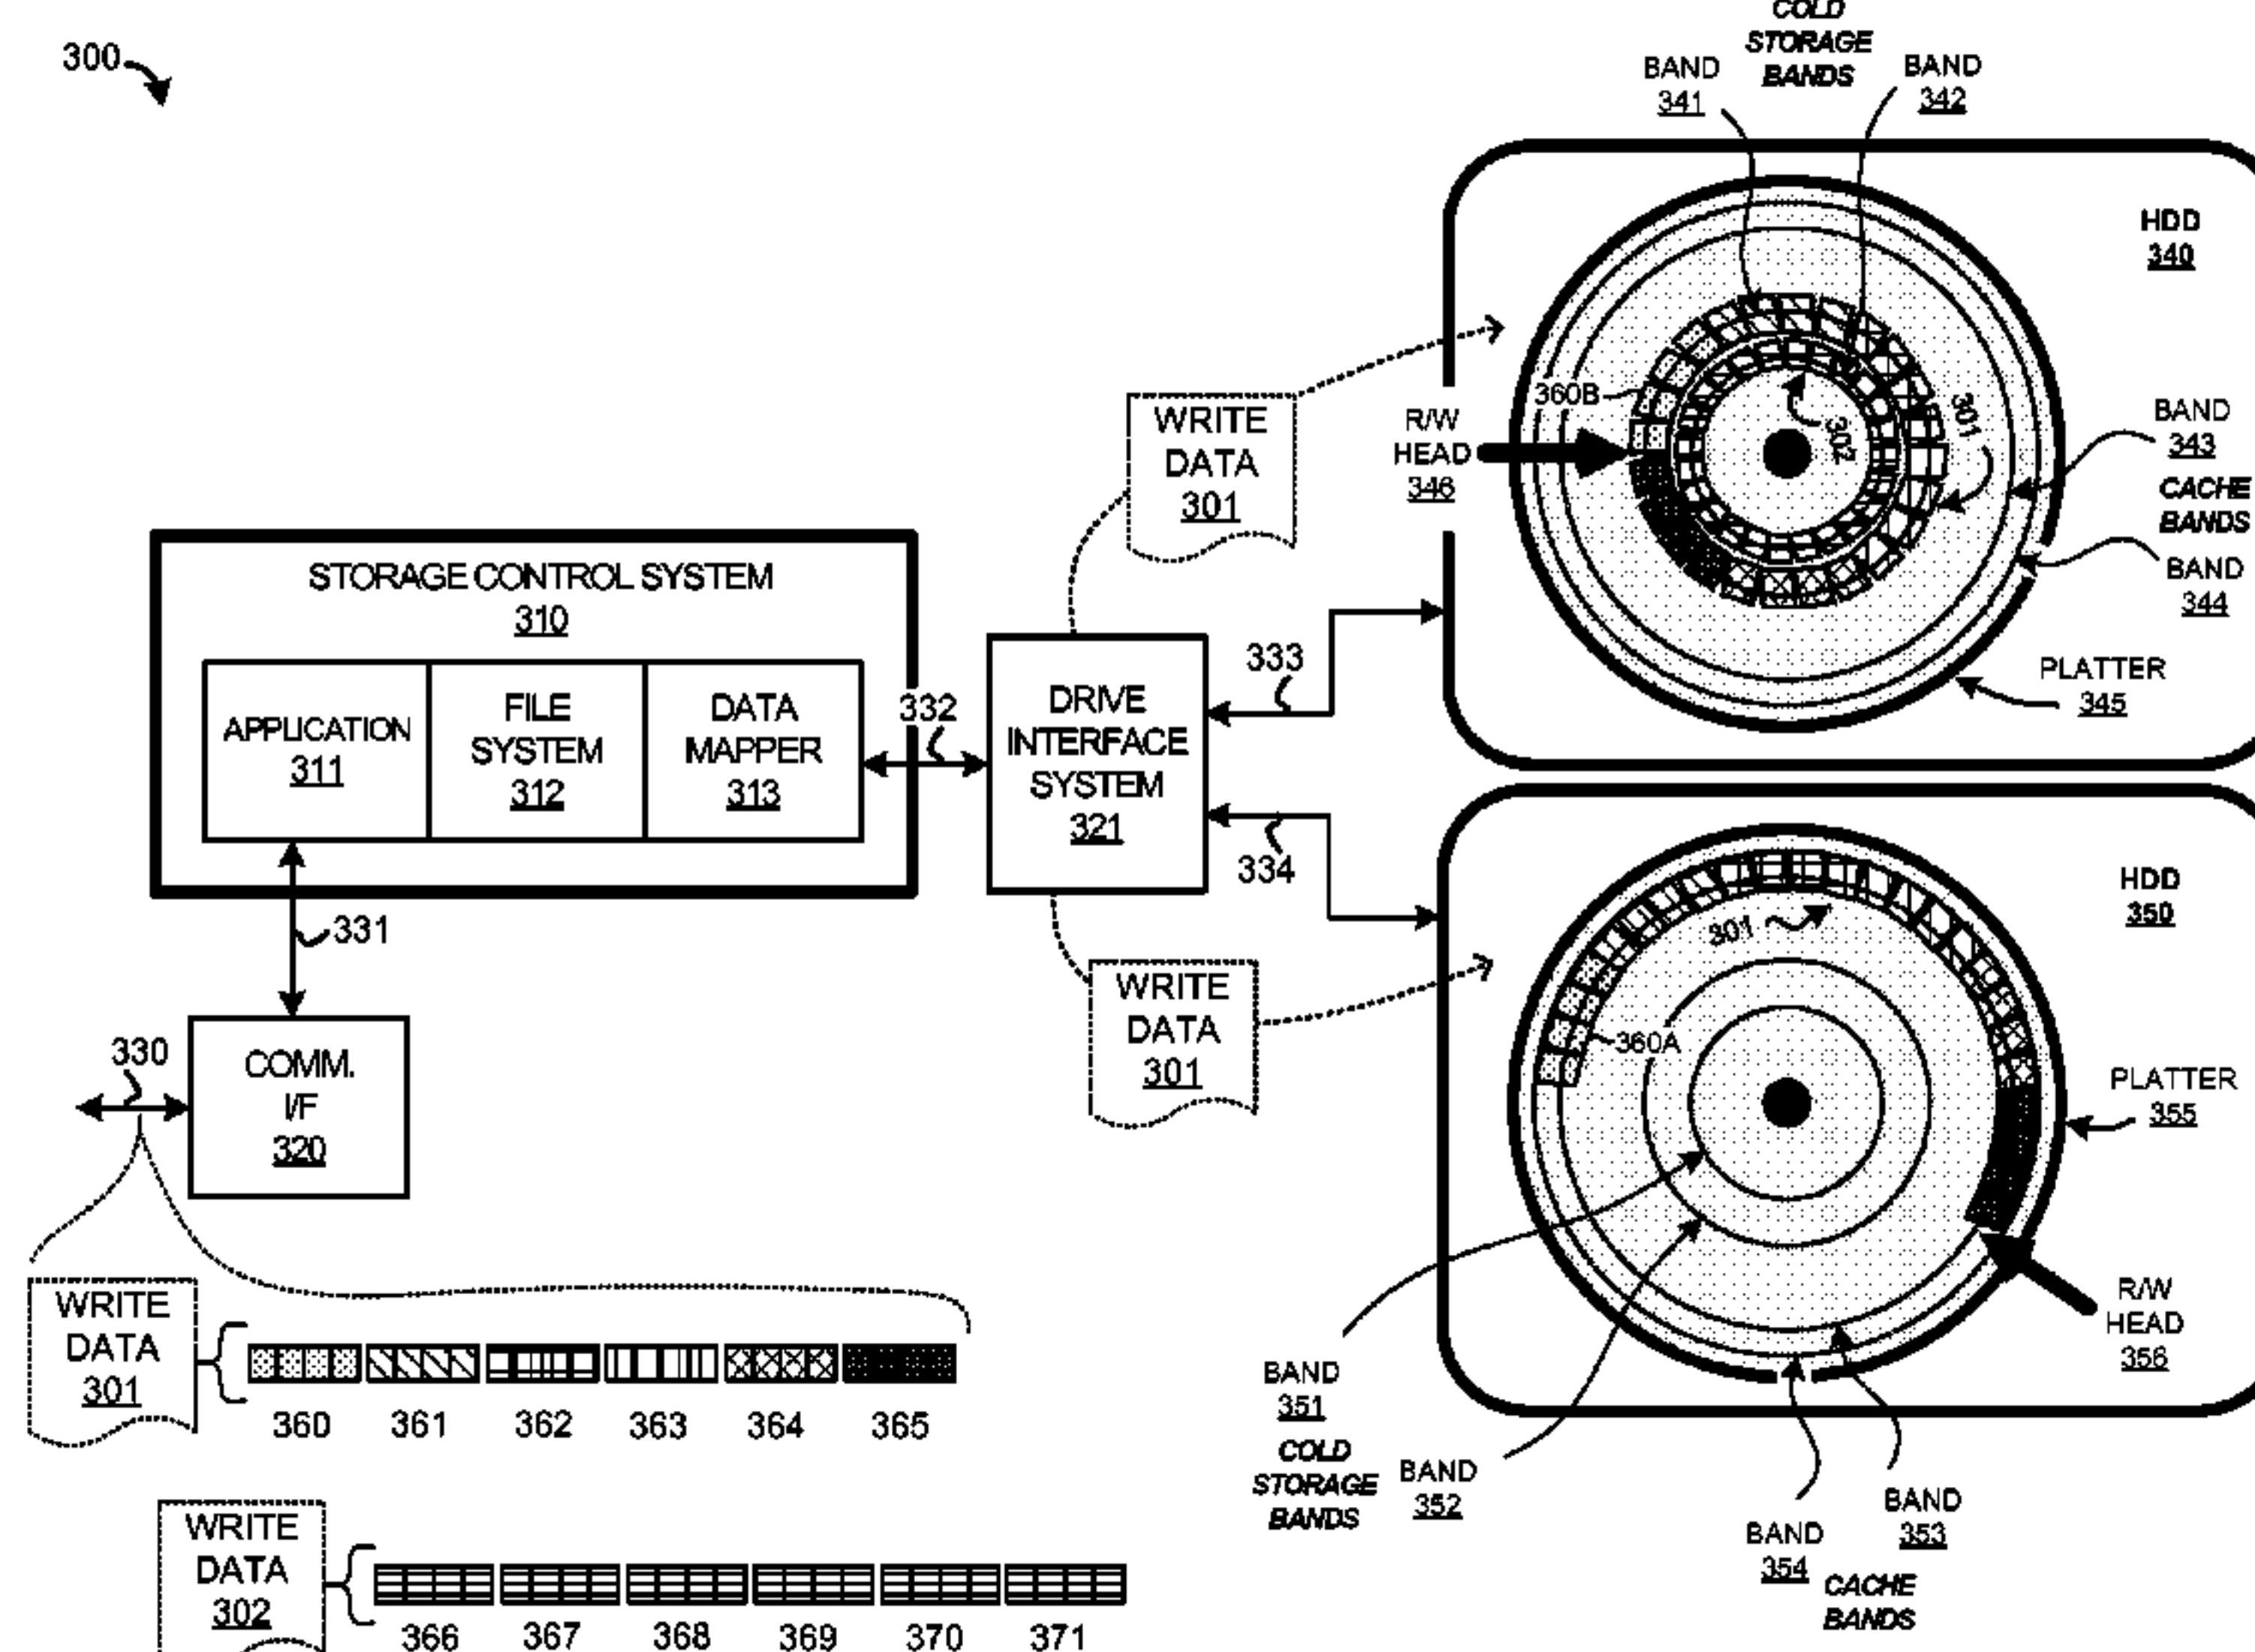 300
COLD
STORAGE
BANDS
BAND
341
BAND
342
HDD
340
360B
R/W
HEAD
346
301
302
BAND
343
CACHE
BANDS
BAND
344
PLATTER
345
WRITE
DATA
301
STORAGE CONTROL SYSTEM
310
APPLICATION
311
FILE
SYSTEM
312
DATA
MAPPER
313
332
DRIVE
INTERFACE
SYSTEM
321
333
334
331
WRITE
DATA
301
HDD
350
301
360A
PLATTER
355
R/W
HEAD
356
330
COMM.
I/F
320
WRITE
DATA
301
360 361 362 363 364 365
BAND
351
COLD
STORAGE
BANDS
BAND
352
BAND
354
BAND
353
CACHE
BANDS
WRITE
DATA
302
366 367 368 369 370 371